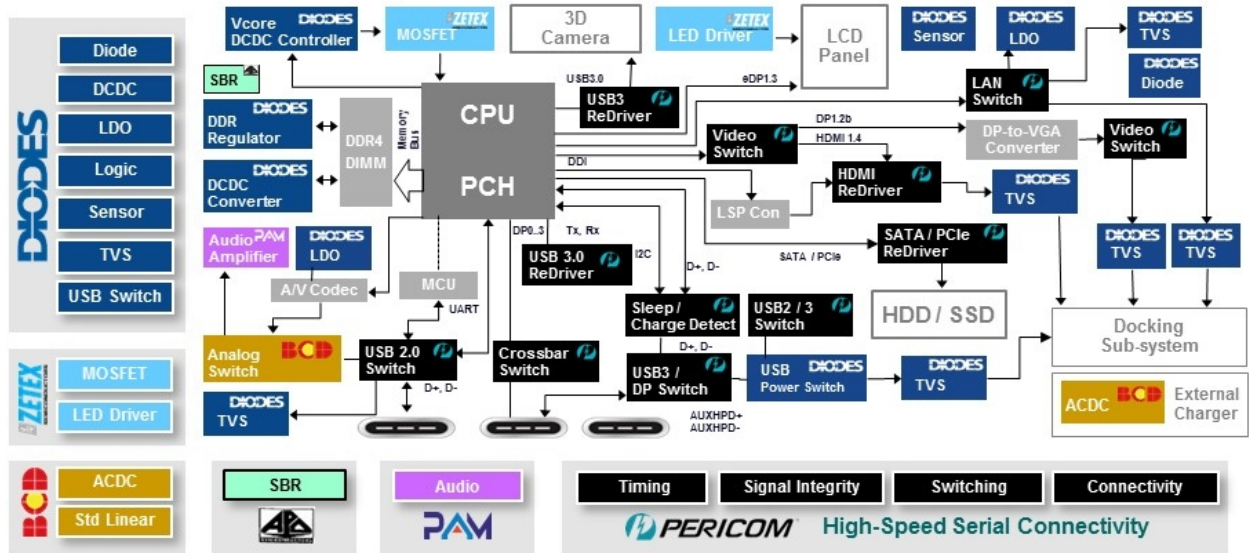 DIODES
Diode
DCDC
LDO
Logic
Sensor
TVS
USB Switch
ZETEX
SEMICONDUCTORS
MOSFET
LED Driver
BCD
ACDC
Std Linear
Vcore DIODES
DCDC Controller
ZETEX
MOSFET
3D
Camera
ZETEX
LED Driver
LCD
Panel
DIODES
Sensor
DIODES
LDO
DIODES
TVS
DIODES
Diode
SBR
USB3.0
eDP1.3
USB3
ReDriver
LAN
Switch
DIODES
DDR
Regulator
DDR4
DIMM
Memory
Bus
CPU
PCH
DIODES
DCDC
Converter
Video
Switch
DP1.2b
HDMI 1.4
DP-to-VGA
Converter
Video
Switch
DDI
HDMI
ReDriver
LSP Con
DIODES
TVS
Audio PAM
Amplifier
DIODES
LDO
A/V Codec
MCU
UART
DP0..3
Tx, Rx
USB 3.0
ReDriver
I2C
D+, D-
SATA / PCIe
SATA / PCIe
ReDriver
DIODES
TVS
DIODES
TVS
HDD / SSD
Sleep /
Charge Detect
USB2 / 3
Switch
Docking
Sub-system
Analog BCD
Switch
USB 2.0
Switch
Crossbar
Switch
D+, D-
USB3 /
DP Switch
USB DIODES
Power Switch
DIODES
TVS
D+, D-
DIODES
TVS
AUXHPD+
AUXHPD-
ACDC BCD
External
Charger
SBR
APD
Audio
PAM
Timing
Signal Integrity
Switching
Connectivity
PERICOM High-Speed Serial Connectivity